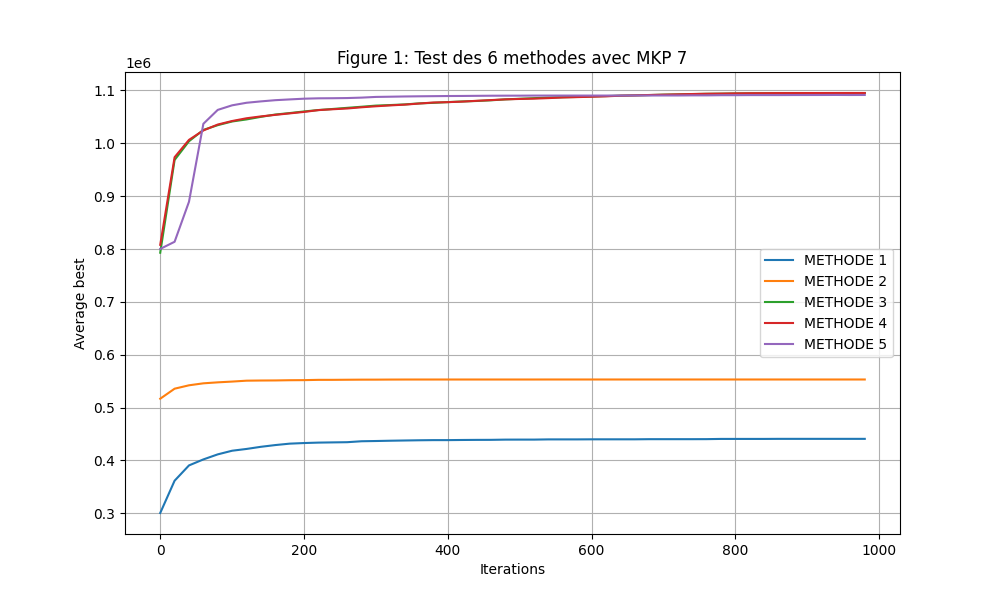 Figure 1: Test des 6 methodes avec MKP 7
1e6
1.1
1.0
0.9
0.8
0.7
0.6
0.5
0.4
0.3
Average best
METHODE 1
METHODE 2
METHODE 3
METHODE 4
METHODE 5
0 200 400 600 800 1000
Iterations